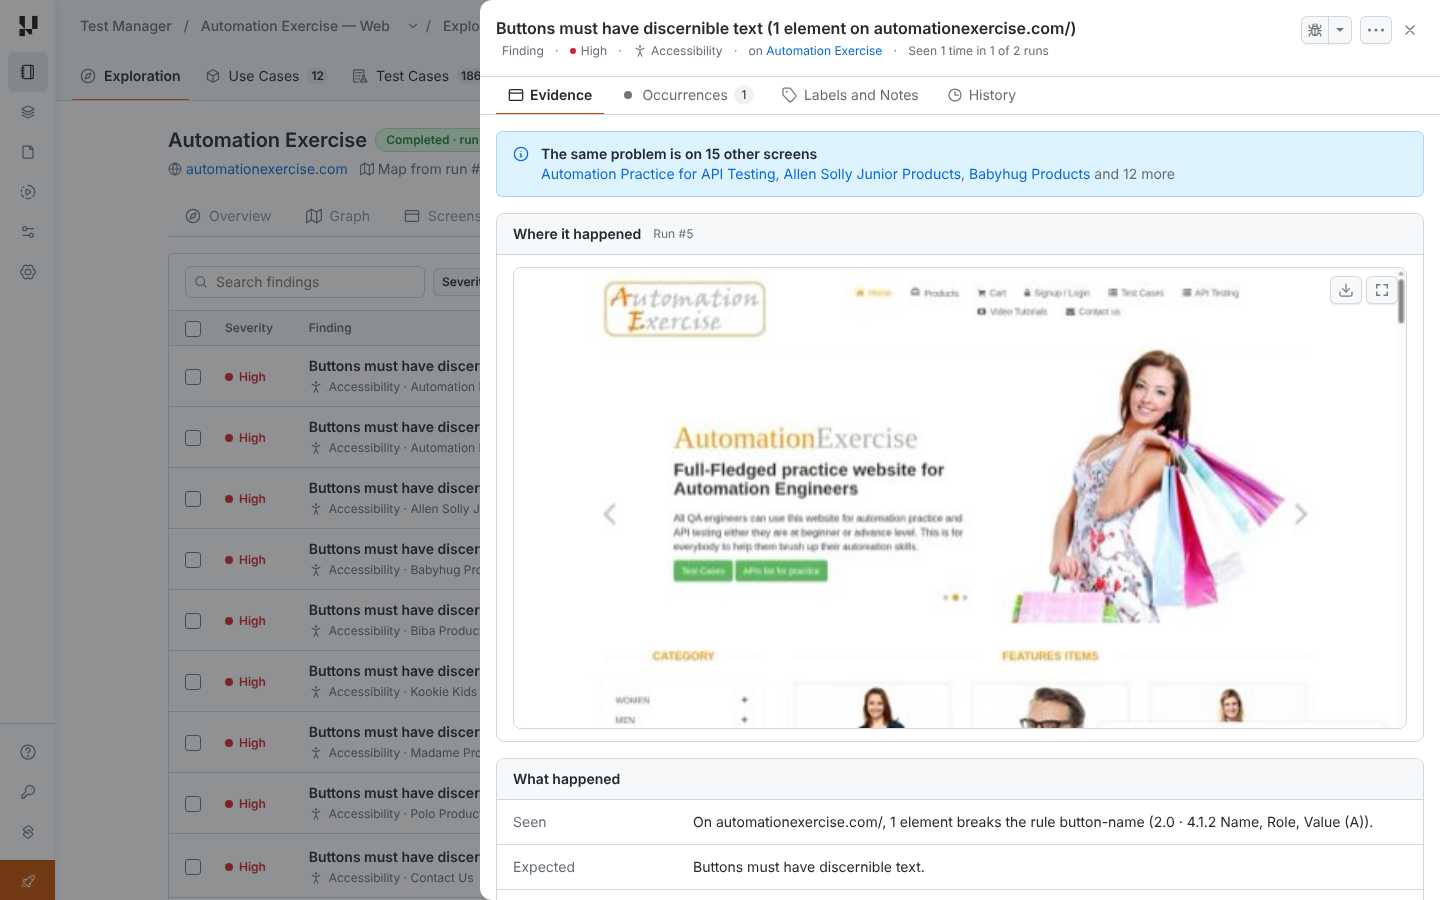 Test Manager / Automation Exercise — Web / Explo
Exploration
Use Cases 12
Test Cases 186
Automation Exercise
Completed · run
automationexercise.com
Map from run #
Overview
Graph
Screens
Search findings
Severi
Severity
Finding
High
Buttons must have discer
Accessibility · Automation
High
Buttons must have discer
Accessibility · Automation
High
Buttons must have discer
Accessibility · Allen Solly J
High
Buttons must have discer
Accessibility · Babyhug Pro
High
Buttons must have discer
Accessibility · Biba Produc
High
Buttons must have discer
Accessibility · Kookie Kids
High
Buttons must have discer
Accessibility · Madame Pro
High
Buttons must have discer
Accessibility · Polo Produc
High
Buttons must have discer
Accessibility · Contact Us
Buttons must have discernible text (1 element on automationexercise.com/)
Finding · High · Accessibility · on Automation Exercise · Seen 1 time in 1 of 2 runs
Evidence
Occurrences 1
Labels and Notes
History
The same problem is on 15 other screens
Automation Practice for API Testing, Allen Solly Junior Products, Babyhug Products and 12 more
Where it happened Run #5
Automation
Exercise
Home
Products
Cart
Signup / Login
Test Cases
API Testing
Video Tutorials
Contact us
AutomationExercise
Full-Fledged practice website for
Automation Engineers
All QA engineers can use this website for automation practice and
API testing either they are at beginner or advance level. This is for
everybody to help them brush up their automation skills.
Test Cases
APIs list for practice
CATEGORY
FEATURES ITEMS
WOMEN +
MEN +
What happened
Seen
On automationexercise.com/, 1 element breaks the rule button-name (2.0 · 4.1.2 Name, Role, Value (A)).
Expected
Buttons must have discernible text.